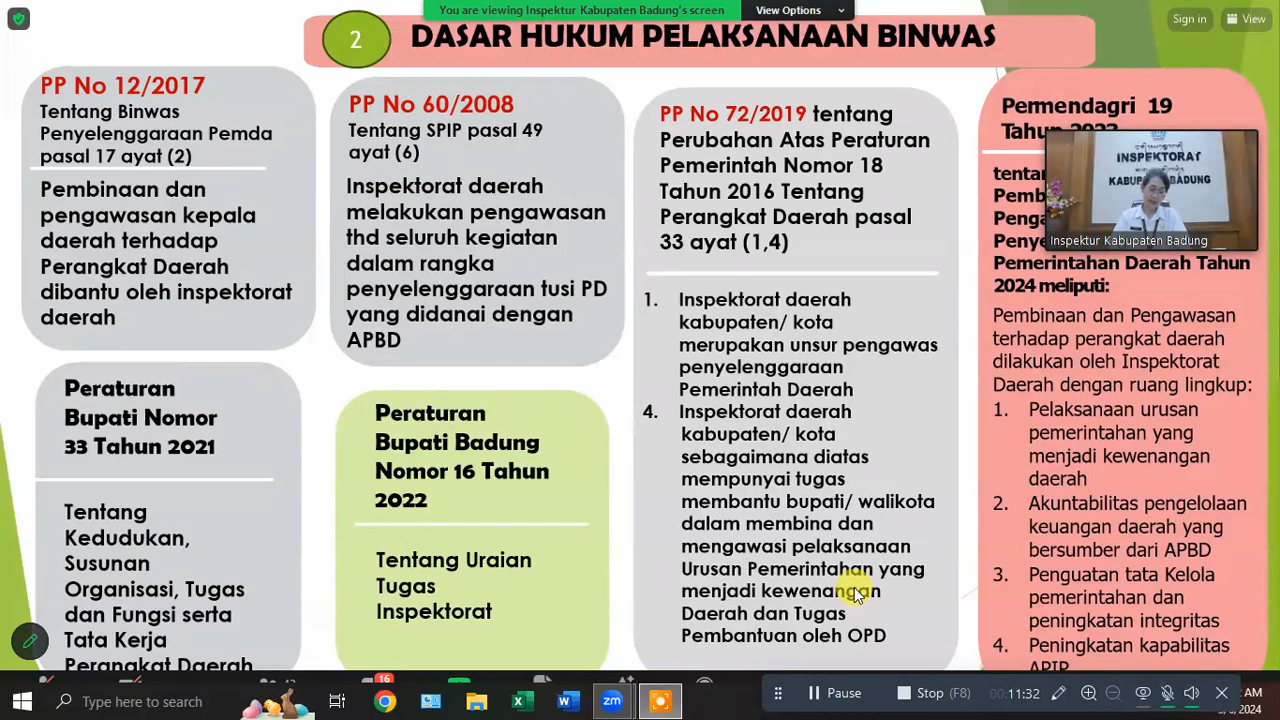 You are viewing Inspektur Kabupaten Badung's screen
View Options
Sign in
View
2
DASAR HUKUM PELAKSANAAN BINWAS
PP No 12/2017
Tentang Binwas
Penyelenggaraan Pemda
pasal 17 ayat (2)
Pembinaan dan
pengawasan kepala
daerah terhadap
Perangkat Daerah
dibantu oleh inspektorat
daerah
PP No 60/2008
Tentang SPIP pasal 49
ayat (6)
Inspektorat daerah
melakukan pengawasan
thd seluruh kegiatan
dalam rangka
penyelenggaraan tusi PD
yang didanai dengan
APBD
PP No 72/2019 tentang
Perubahan Atas Peraturan
Pemerintah Nomor 18
Tahun 2016 Tentang
Perangkat Daerah pasal
33 ayat (1,4)
1. Inspektorat daerah
kabupaten/ kota
merupakan unsur pengawas
penyelenggaraan
Pemerintah Daerah
4. Inspektorat daerah
kabupaten/ kota
sebagaimana diatas
mempunyai tugas
membantu bupati/ walikota
dalam membina dan
mengawasi pelaksanaan
Urusan Pemerintahan yang
menjadi kewenangan
Daerah dan Tugas
Pembantuan oleh OPD
Permendagri 19
Tahun
Pemerintahan Daerah Tahun
2024 meliputi:
Pembinaan dan Pengawasan
terhadap perangkat daerah
dilakukan oleh Inspektorat
Daerah dengan ruang lingkup:
1. Pelaksanaan urusan
pemerintahan yang
menjadi kewenangan
daerah
2. Akuntabilitas pengelolaan
keuangan daerah yang
bersumber dari APBD
3. Penguatan tata Kelola
pemerintahan dan
peningkatan integritas
4. Peningkatan kapabilitas
APIP
INSPEKTORAT
KABUPATEN BADUNG
Inspektur Kabupaten Badung
Peraturan
Bupati Nomor
33 Tahun 2021
Tentang
Kedudukan,
Susunan
Organisasi, Tugas
dan Fungsi serta
Tata Kerja
Perangkat Daerah
Peraturan
Bupati Badung
Nomor 16 Tahun
2022
Tentang Uraian
Tugas
Inspektorat
Type here to search
16
Pause
Stop (F8)
00:11:32
AM
2024